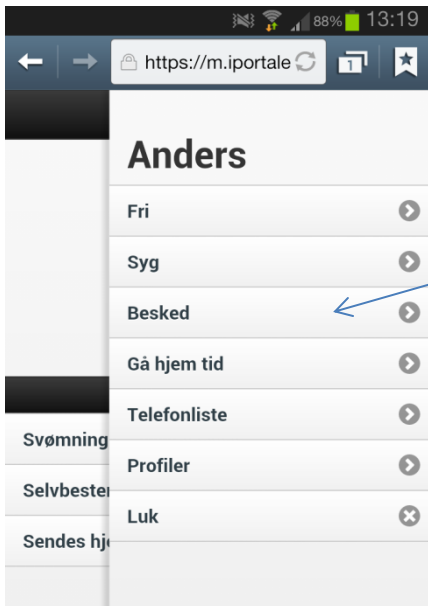 88% 13:19
https://m.iportale
1
Anders
Fri
Syg
Besked
Gå hjem tid
Telefonliste
Profiler
Luk
Svømning
Selvbester
Sendes hje